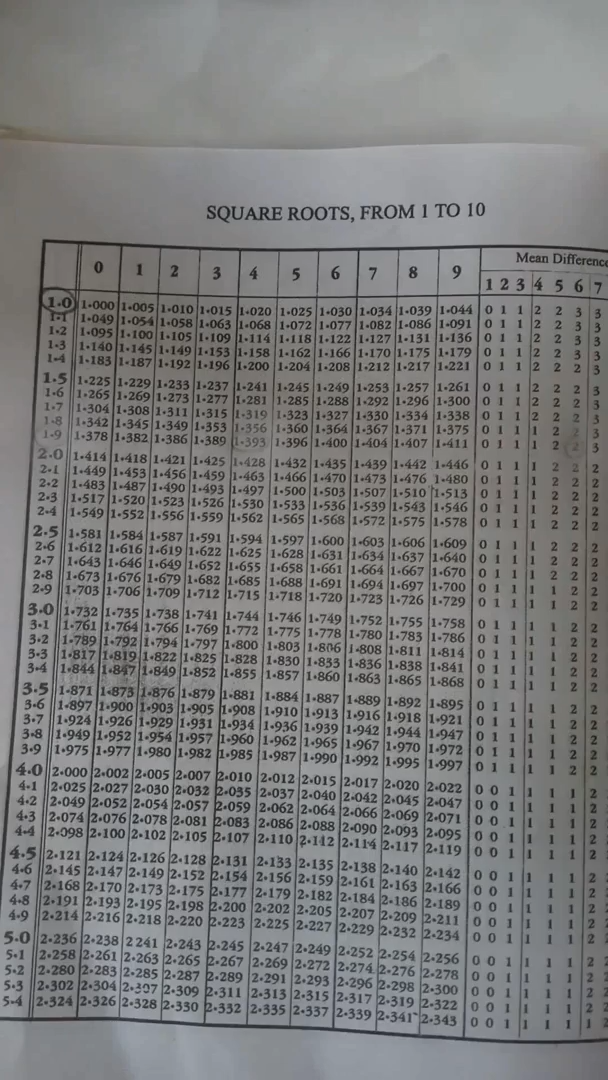 SQUARE ROOTS, FROM 1 TO 10
0 1 2 3 4 5 6 7 8 9 Mean Difference
1 2 3 4 5 6 7
1·0 1·000 1·005 1·010 1·015 1·020 1·025 1·030 1·034 1·039 1·044 0 1 1 2 2 3 3
1·1 1·049 1·054 1·058 1·063 1·068 1·072 1·077 1·082 1·086 1·091 0 1 1 2 2 3 3
1·2 1·095 1·100 1·105 1·109 1·114 1·118 1·122 1·127 1·131 1·136 0 1 1 2 2 3 3
1·3 1·140 1·145 1·149 1·153 1·158 1·162 1·166 1·170 1·175 1·179 0 1 1 2 2 3 3
1·4 1·183 1·187 1·192 1·196 1·200 1·204 1·208 1·212 1·217 1·221 0 1 1 2 2 2 3
1·5 1·225 1·229 1·233 1·237 1·241 1·245 1·249 1·253 1·257 1·261 0 1 1 2 2 2 3
1·6 1·265 1·269 1·273 1·277 1·281 1·285 1·288 1·292 1·296 1·300 0 1 1 2 2 2 3
1·7 1·304 1·308 1·311 1·315 1·319 1·323 1·327 1·330 1·334 1·338 0 1 1 2 2 2 3
1·8 1·342 1·345 1·349 1·353 1·356 1·360 1·364 1·367 1·371 1·375 0 1 1 1 2 2 3
1·9 1·378 1·382 1·386 1·389 1·393 1·396 1·400 1·404 1·407 1·411 0 1 1 1 2 2 3
2·0 1·414 1·418 1·421 1·425 1·428 1·432 1·435 1·439 1·442 1·446 0 1 1 1 2 2 2
2·1 1·449 1·453 1·456 1·459 1·463 1·466 1·470 1·473 1·476 1·480 0 1 1 1 2 2 2
2·2 1·483 1·487 1·490 1·493 1·497 1·500 1·503 1·507 1·510 1·513 0 1 1 1 2 2 2
2·3 1·517 1·520 1·523 1·526 1·530 1·533 1·536 1·539 1·543 1·546 0 1 1 1 2 2 2
2·4 1·549 1·552 1·556 1·559 1·562 1·565 1·568 1·572 1·575 1·578 0 1 1 1 2 2 2
2·5 1·581 1·584 1·587 1·591 1·594 1·597 1·600 1·603 1·606 1·609 0 1 1 1 2 2 2
2·6 1·612 1·616 1·619 1·622 1·625 1·628 1·631 1·634 1·637 1·640 0 1 1 1 2 2 2
2·7 1·643 1·646 1·649 1·652 1·655 1·658 1·661 1·664 1·667 1·670 0 1 1 1 2 2 2
2·8 1·673 1·676 1·679 1·682 1·685 1·688 1·691 1·694 1·697 1·700 0 1 1 1 1 2 2
2·9 1·703 1·706 1·709 1·712 1·715 1·718 1·720 1·723 1·726 1·729 0 1 1 1 1 2 2
3·0 1·732 1·735 1·738 1·741 1·744 1·746 1·749 1·752 1·755 1·758 0 1 1 1 1 2 2
3·1 1·761 1·764 1·766 1·769 1·772 1·775 1·778 1·780 1·783 1·786 0 1 1 1 1 2 2
3·2 1·789 1·792 1·794 1·797 1·800 1·803 1·806 1·808 1·811 1·814 0 1 1 1 1 2 2
3·3 1·817 1·819 1·822 1·825 1·828 1·830 1·833 1·836 1·838 1·841 0 1 1 1 1 2 2
3·4 1·844 1·847 1·849 1·852 1·855 1·857 1·860 1·863 1·865 1·868 0 1 1 1 1 2 2
3·5 1·871 1·873 1·876 1·879 1·881 1·884 1·887 1·889 1·892 1·895 0 1 1 1 1 2 2
3·6 1·897 1·900 1·903 1·905 1·908 1·910 1·913 1·916 1·918 1·921 0 1 1 1 1 2 2
3·7 1·924 1·926 1·929 1·931 1·934 1·936 1·939 1·942 1·944 1·947 0 1 1 1 1 2 2
3·8 1·949 1·952 1·954 1·957 1·960 1·962 1·965 1·967 1·970 1·972 0 1 1 1 1 2 2
3·9 1·975 1·977 1·980 1·982 1·985 1·987 1·990 1·992 1·995 1·997 0 1 1 1 1 2 2
4·0 2·000 2·002 2·005 2·007 2·010 2·012 2·015 2·017 2·020 2·022 0 0 1 1 1 1 2
4·1 2·025 2·027 2·030 2·032 2·035 2·037 2·040 2·042 2·045 2·047 0 0 1 1 1 1 2
4·2 2·049 2·052 2·054 2·057 2·059 2·062 2·064 2·066 2·069 2·071 0 0 1 1 1 1 2
4·3 2·074 2·076 2·078 2·081 2·083 2·086 2·088 2·090 2·093 2·095 0 0 1 1 1 1 2
4·4 2·098 2·100 2·102 2·105 2·107 2·110 2·112 2·114 2·117 2·119 0 0 1 1 1 1 2
4·5 2·121 2·124 2·126 2·128 2·131 2·133 2·135 2·138 2·140 2·142 0 0 1 1 1 1 2
4·6 2·145 2·147 2·149 2·152 2·154 2·156 2·159 2·161 2·163 2·166 0 0 1 1 1 1 2
4·7 2·168 2·170 2·173 2·175 2·177 2·179 2·182 2·184 2·186 2·189 0 0 1 1 1 1 2
4·8 2·191 2·193 2·195 2·198 2·200 2·202 2·205 2·207 2·209 2·211 0 0 1 1 1 1 2
4·9 2·214 2·216 2·218 2·220 2·223 2·225 2·227 2·229 2·232 2·234 0 0 1 1 1 1 2
5·0 2·236 2·238 2 241 2·243 2·245 2·247 2·249 2·252 2·254 2·256 0 0 1 1 1 1 2
5·1 2·258 2·261 2·263 2·265 2·267 2·269 2·272 2·274 2·276 2·278 0 0 1 1 1 1 2
5·2 2·280 2·283 2·285 2·287 2·289 2·291 2·293 2·296 2·298 2·300 0 0 1 1 1 1 2
5·3 2·302 2·304 2·307 2·309 2·311 2·313 2·315 2·317 2·319 2·322 0 0 1 1 1 1 2
5·4 2·324 2·326 2·328 2·330 2·332 2·335 2·337 2·339 2·341 2·343 0 0 1 1 1 1 2